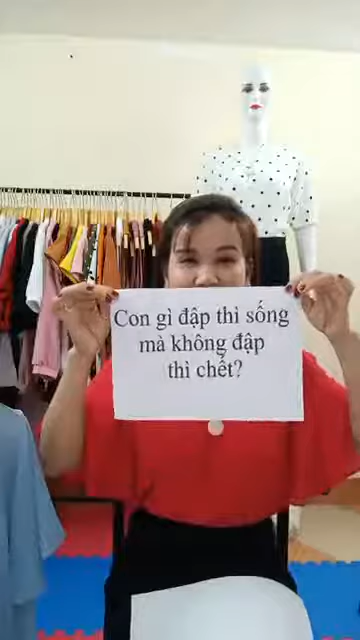 Con gì đập thì sống
mà không đập
thì chết?